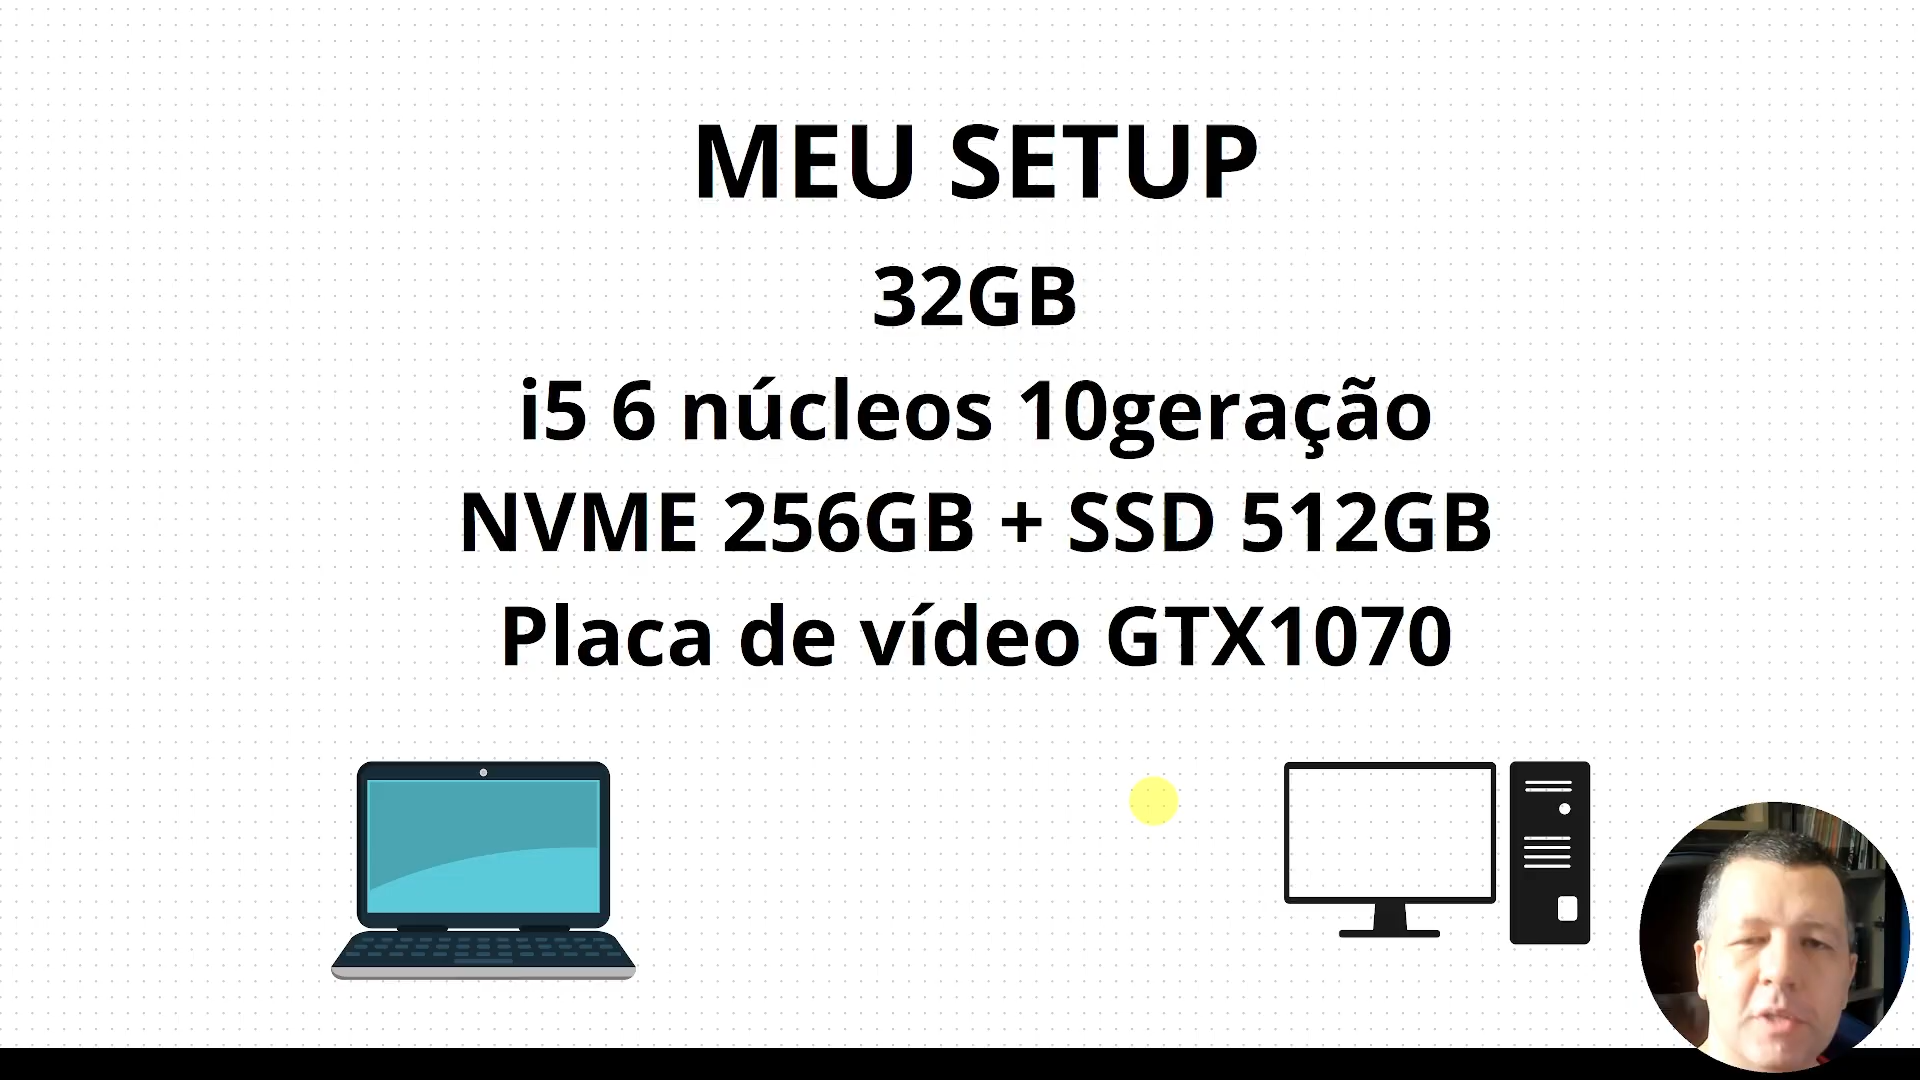 MEU SETUP
32GB
i5 6 núcleos 10geração
NVME 256GB + SSD 512GB
Placa de vídeo GTX1070